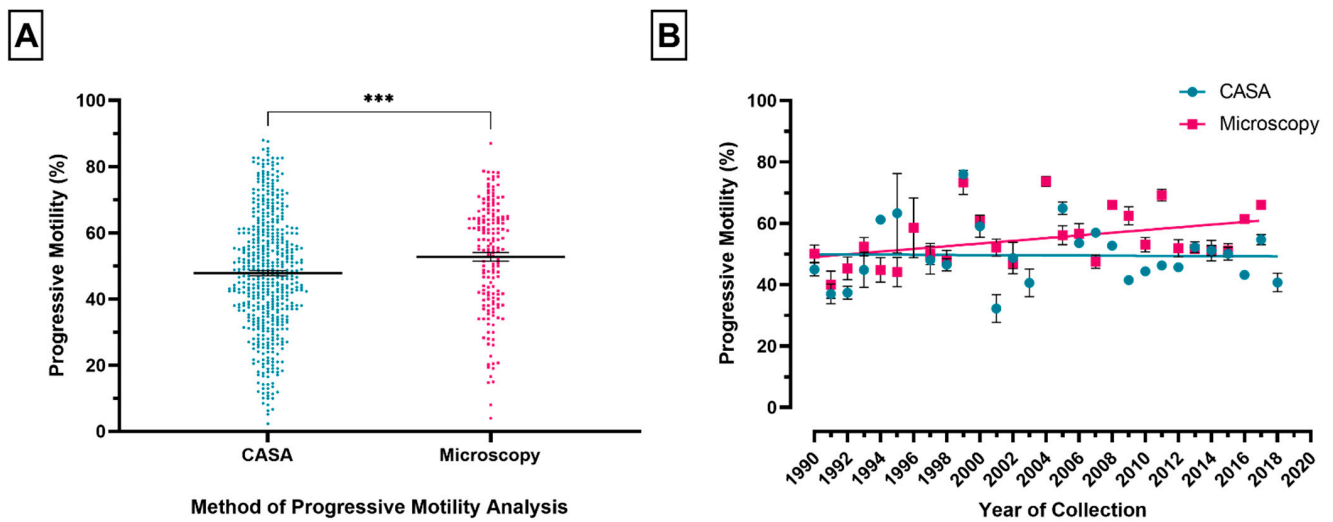 A
B
***
CASA
Microscopy
Progressive Motility (%)
100
80
60
40
20
0
CASA
Microscopy
Method of Progressive Motility Analysis
Progressive Motility (%)
100
80
60
40
20
0
1990
1992
1994
1996
1998
2000
2002
2004
2006
2008
2010
2012
2014
2016
2018
2020
Year of Collection